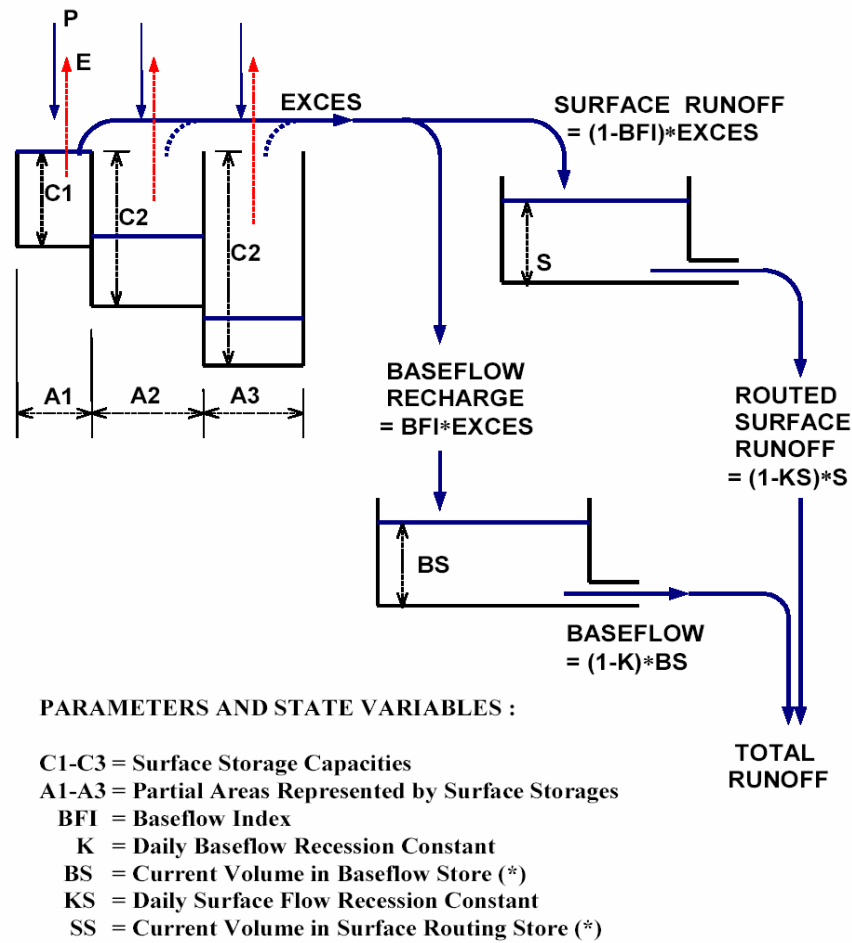 P
E
EXCES
SURFACE RUNOFF
= (1-BFI)*EXCES
C1
C2
C2
S
A1
A2
A3
BASEFLOW
RECHARGE
= BFI*EXCES
ROUTED
SURFACE
RUNOFF
= (1-KS)*S
BS
BASEFLOW
= (1-K)*BS
TOTAL
RUNOFF
PARAMETERS AND STATE VARIABLES :
C1-C3 = Surface Storage Capacities
A1-A3 = Partial Areas Represented by Surface Storages
BFI = Baseflow Index
K = Daily Baseflow Recession Constant
BS = Current Volume in Baseflow Store (*)
KS = Daily Surface Flow Recession Constant
SS = Current Volume in Surface Routing Store (*)